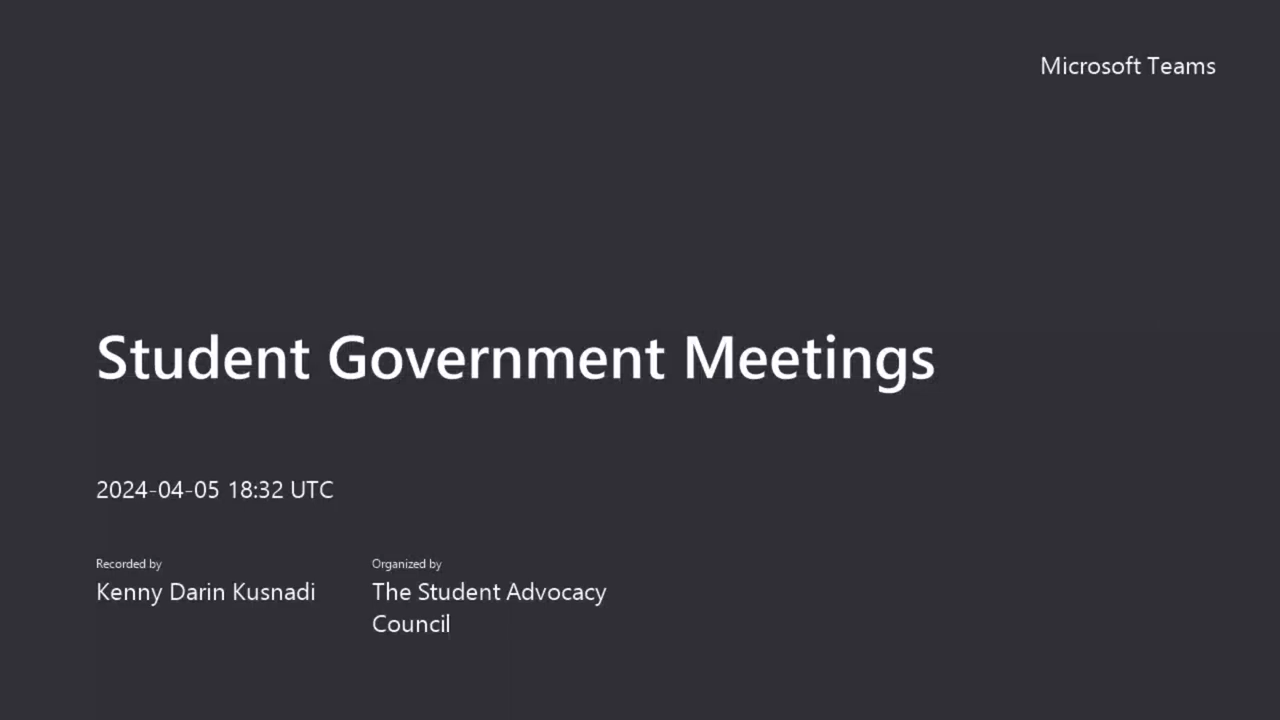 Microsoft Teams
Student Government Meetings
2024-04-05 18:32 UTC
Recorded by
Kenny Darin Kusnadi
Organized by
The Student Advocacy
Council